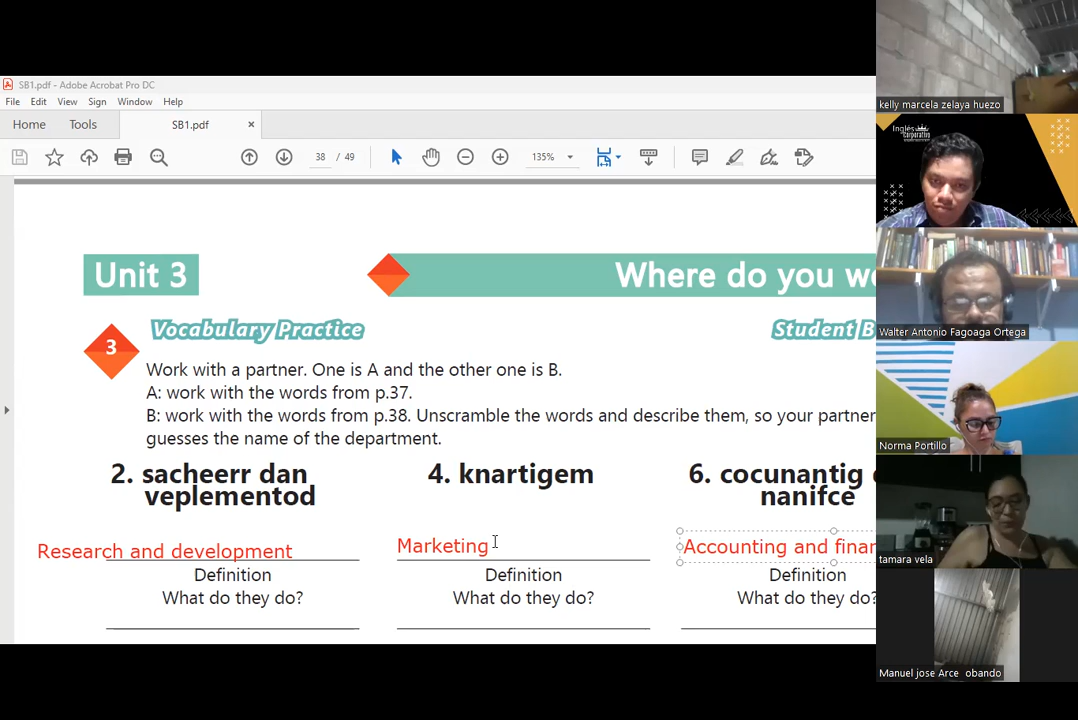 SB1.pdf - Adobe Acrobat Pro DC
File Edit View Sign Window Help
Home Tools SB1.pdf ×
38 / 49 135%
Unit 3
Where do you we
3
Vocabulary Practice
Student B
Work with a partner. One is A and the other one is B.
A: work with the words from p.37.
B: work with the words from p.38. Unscramble the words and describe them, so your partner
guesses the name of the department.
2. sacheerr dan
veplementod
4. knartigem
6. cocunantig
nanifce
Research and development
Marketing
Accounting and finan
Definition
What do they do?
Definition
What do they do?
Definition
What do they do?
kelly marcela zelaya huezo
Inglés
corporativo
Walter Antonio Fagoaga Ortega
Norma Portillo
tamara vela
Manuel jose Arce obando